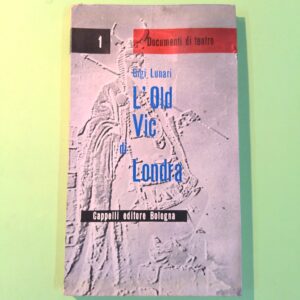 1
Documenti di teatro
Gigi Lunari
L'Old
Vic
di
Londra
Cappelli editore Bologna